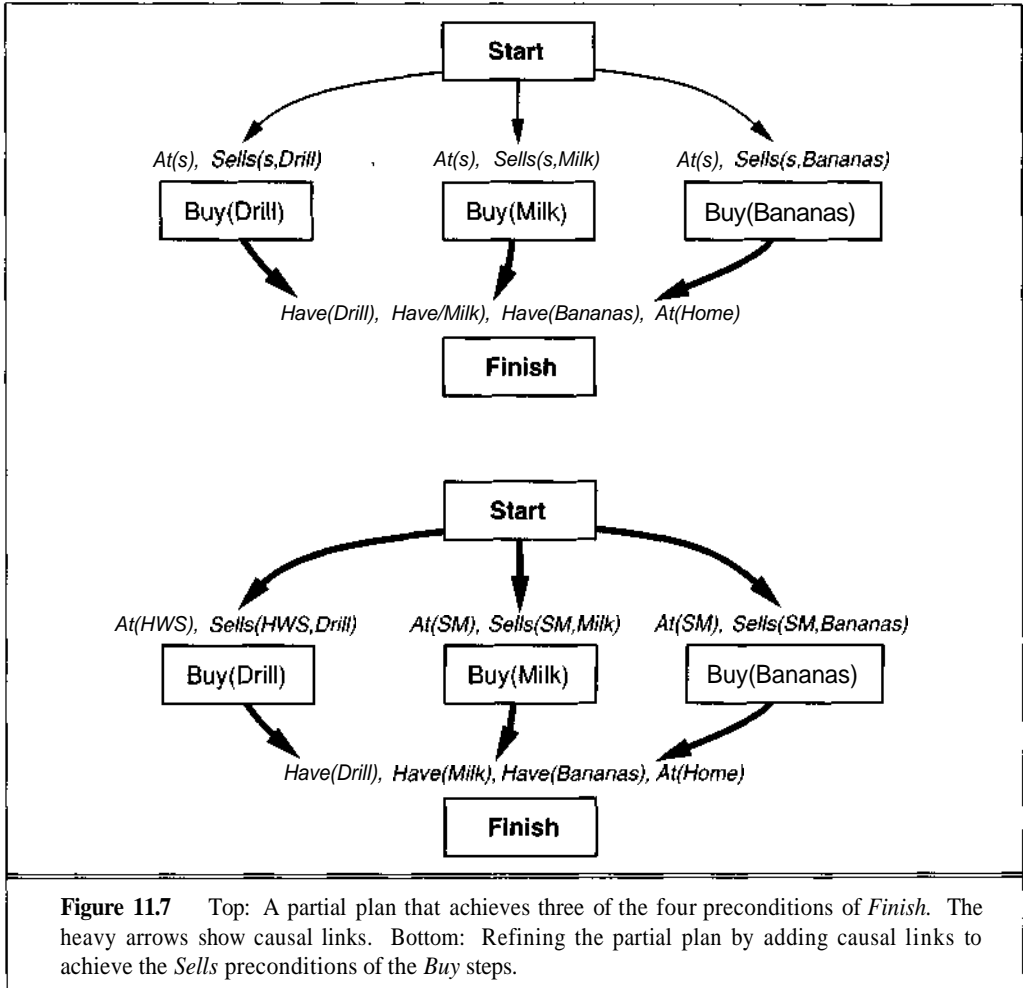 Start
At(s), Sells(s,Drill) At(s), Sells(s,Milk) At(s), Sells(s,Bananas)
Buy(Drill) Buy(Milk) Buy(Bananas)
Have(Drill), Have/Milk), Have(Bananas), At(Home)
Finish
Start
At(HWS), Sells(HWS,Drill) At(SM), Sells(SM,Milk) At(SM), Sells(SM,Bananas)
Buy(Drill) Buy(Milk) Buy(Bananas)
Have(Drill), Have(Milk), Have(Bananas), At(Home)
Finish
Figure 11.7 Top: A partial plan that achieves three of the four preconditions of Finish. The
heavy arrows show causal links. Bottom: Refining the partial plan by adding causal links to
achieve the Sells preconditions of the Buy steps.